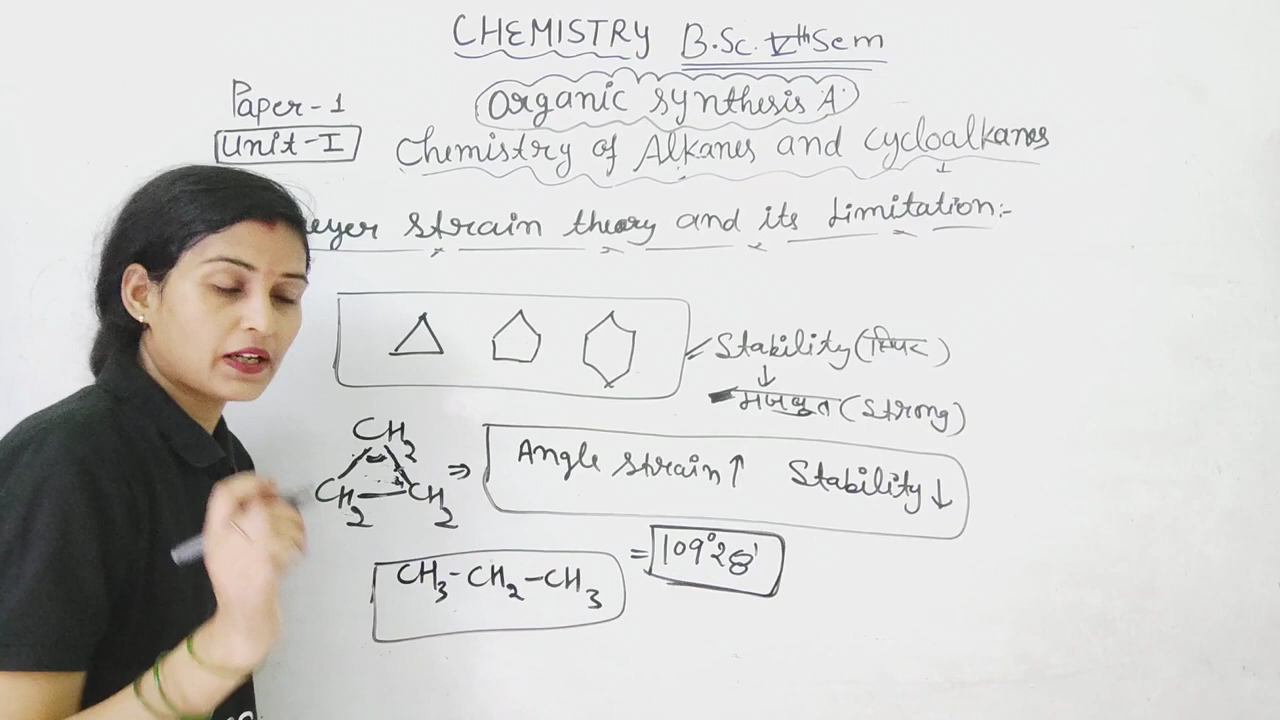 CHEMISTRY B.Sc. Vth Sem
Paper-1
Organic synthesis A
Unit-I
Chemistry of Alkanes and cycloalkanes
eyer strain theory and its Limitation:-
Stability (स्थिर)
मजबूत (strong)
CH2
CH2 CH2
⇒ Angle strain↑ Stability↓
CH3-CH2-CH3 = 109°28'